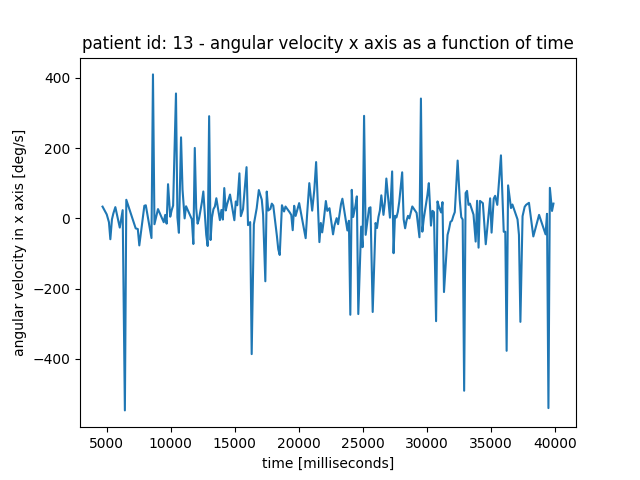 patient id: 13 - angular velocity x axis as a function of time
400
200
0
−200
−400
angular velocity in x axis [deg/s]
5000 10000 15000 20000 25000 30000 35000 40000
time [milliseconds]